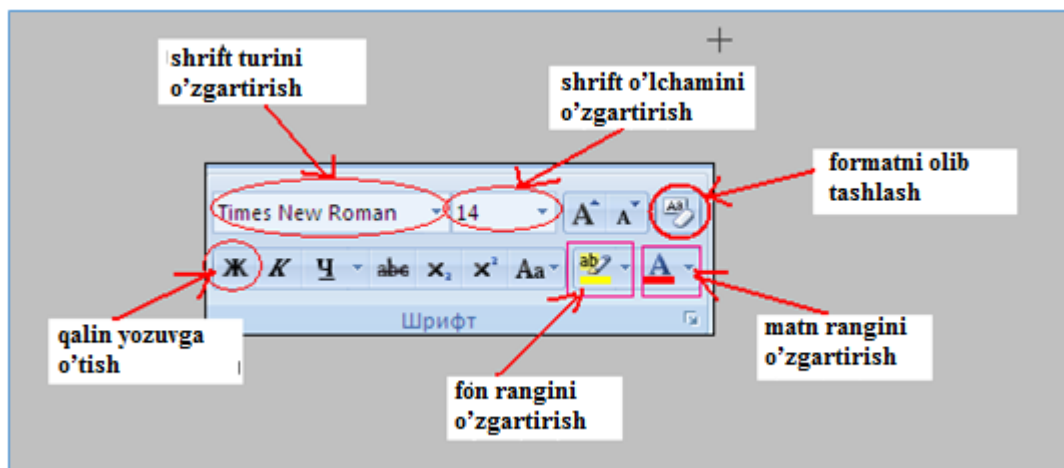 shrift turini
o'zgartirish
shrift o'lchamini
o'zgartirish
formatni olib
tashlash
Times New Roman 14 A A Aa
Ж К Ч abc x₂ x² Aa ab A
Шрифт
qalin yozuvga
o'tish
fon rangini
o'zgartirish
matn rangini
o'zgartirish